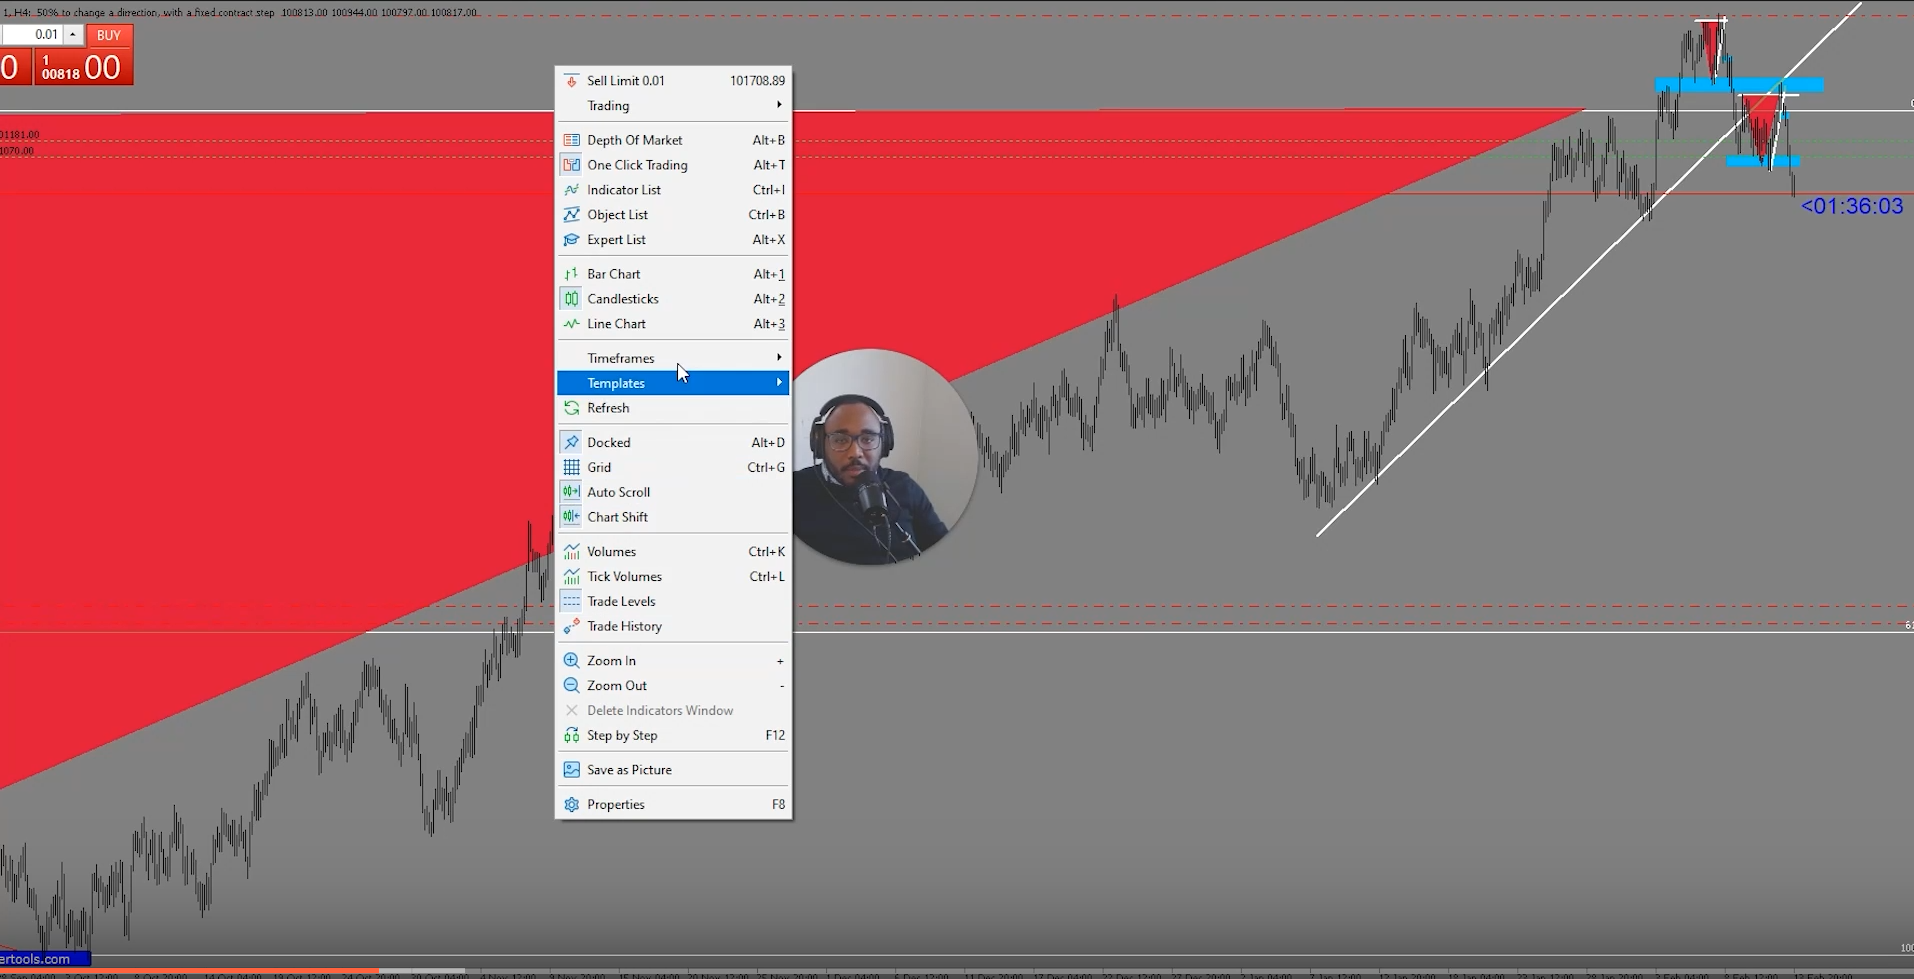 1, H4: 50% to change a dirrection, with a fixed contract step 100813.00 100944.00 100797.00 100817.00
0.01 BUY
0 1 00818 00
01181.00
1070.00
Sell Limit 0.01 101708.89
Trading
Depth Of Market Alt+B
One Click Trading Alt+T
Indicator List Ctrl+I
Object List Ctrl+B
Expert List Alt+X
Bar Chart Alt+1
Candlesticks Alt+2
Line Chart Alt+3
Timeframes
Templates
Refresh
Docked Alt+D
Grid Ctrl+G
Auto Scroll
Chart Shift
Volumes Ctrl+K
Tick Volumes Ctrl+L
Trade Levels
Trade History
Zoom In +
Zoom Out -
Delete Indicators Window
Step by Step F12
Save as Picture
Properties F8
<01:36:03
0
61
100
ertools.com